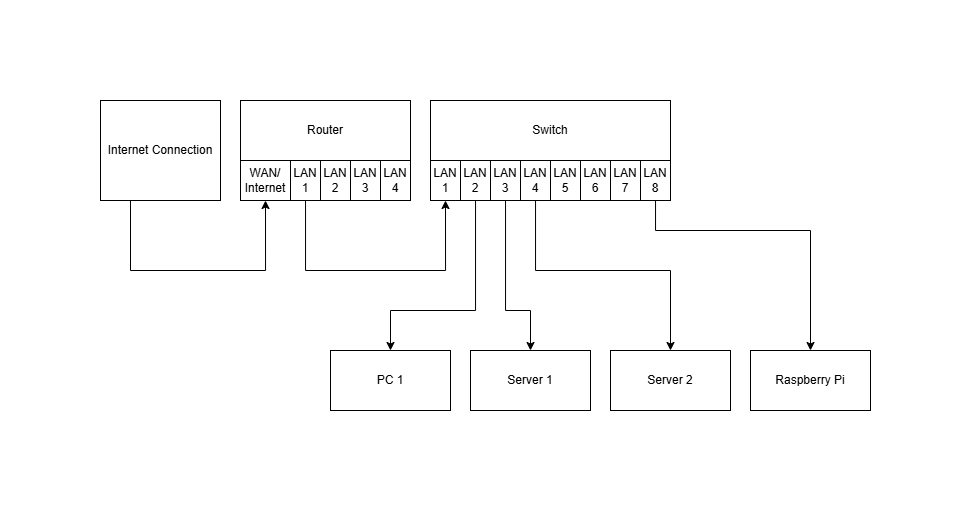 Internet Connection
Router
Switch
WAN/
Internet
LAN
1
LAN
2
LAN
3
LAN
4
LAN
1
LAN
2
LAN
3
LAN
4
LAN
5
LAN
6
LAN
7
LAN
8
PC 1
Server 1
Server 2
Raspberry Pi